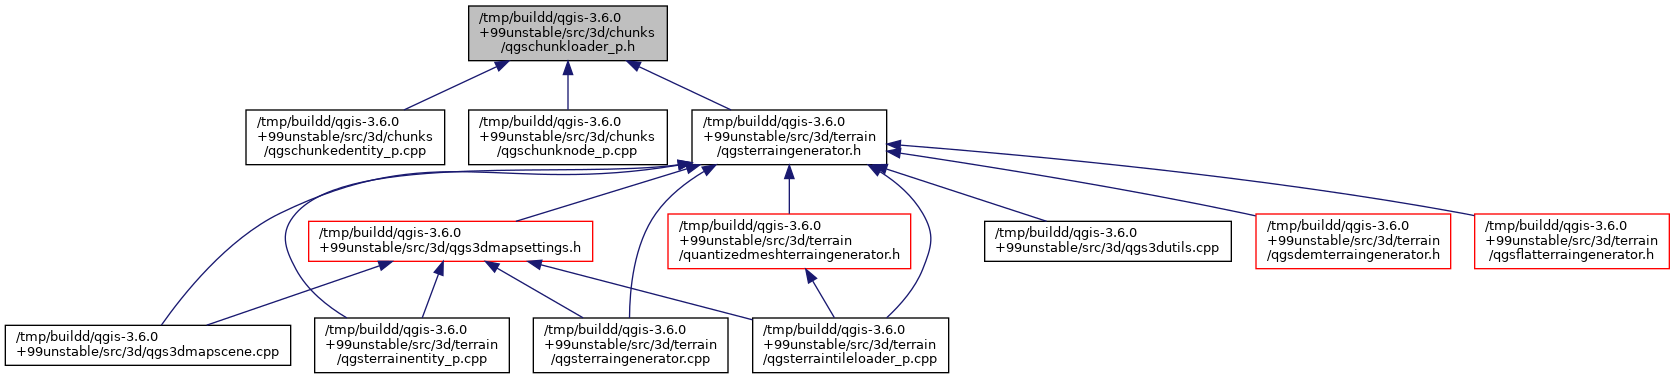 /tmp/buildd/qgis-3.6.0
+99unstable/src/3d/chunks
/qgschunkloader_p.h
/tmp/buildd/qgis-3.6.0
+99unstable/src/3d/chunks
/qgschunkedentity_p.cpp
/tmp/buildd/qgis-3.6.0
+99unstable/src/3d/chunks
/qgschunknode_p.cpp
/tmp/buildd/qgis-3.6.0
+99unstable/src/3d/terrain
/qgsterraingenerator.h
/tmp/buildd/qgis-3.6.0
+99unstable/src/3d/qgs3dmapsettings.h
/tmp/buildd/qgis-3.6.0
+99unstable/src/3d/terrain
/quantizedmeshterraingenerator.h
/tmp/buildd/qgis-3.6.0
+99unstable/src/3d/qgs3dutils.cpp
/tmp/buildd/qgis-3.6.0
+99unstable/src/3d/terrain
/qgsdemterraingenerator.h
/tmp/buildd/qgis-3.6.0
+99unstable/src/3d/terrain
/qgsflatterraingenerator.h
/tmp/buildd/qgis-3.6.0
+99unstable/src/3d/qgs3dmapscene.cpp
/tmp/buildd/qgis-3.6.0
+99unstable/src/3d/terrain
/qgsterrainentity_p.cpp
/tmp/buildd/qgis-3.6.0
+99unstable/src/3d/terrain
/qgsterraingenerator.cpp
/tmp/buildd/qgis-3.6.0
+99unstable/src/3d/terrain
/qgsterraintileloader_p.cpp